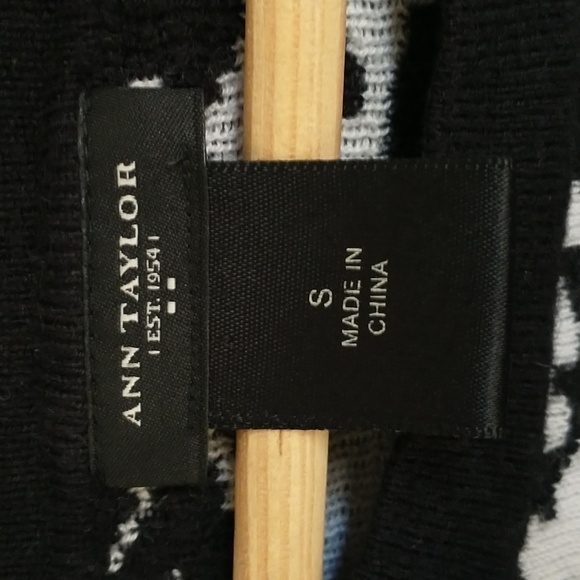 ANN TAYLOR
| EST. 1954 |
S
MADE IN
CHINA